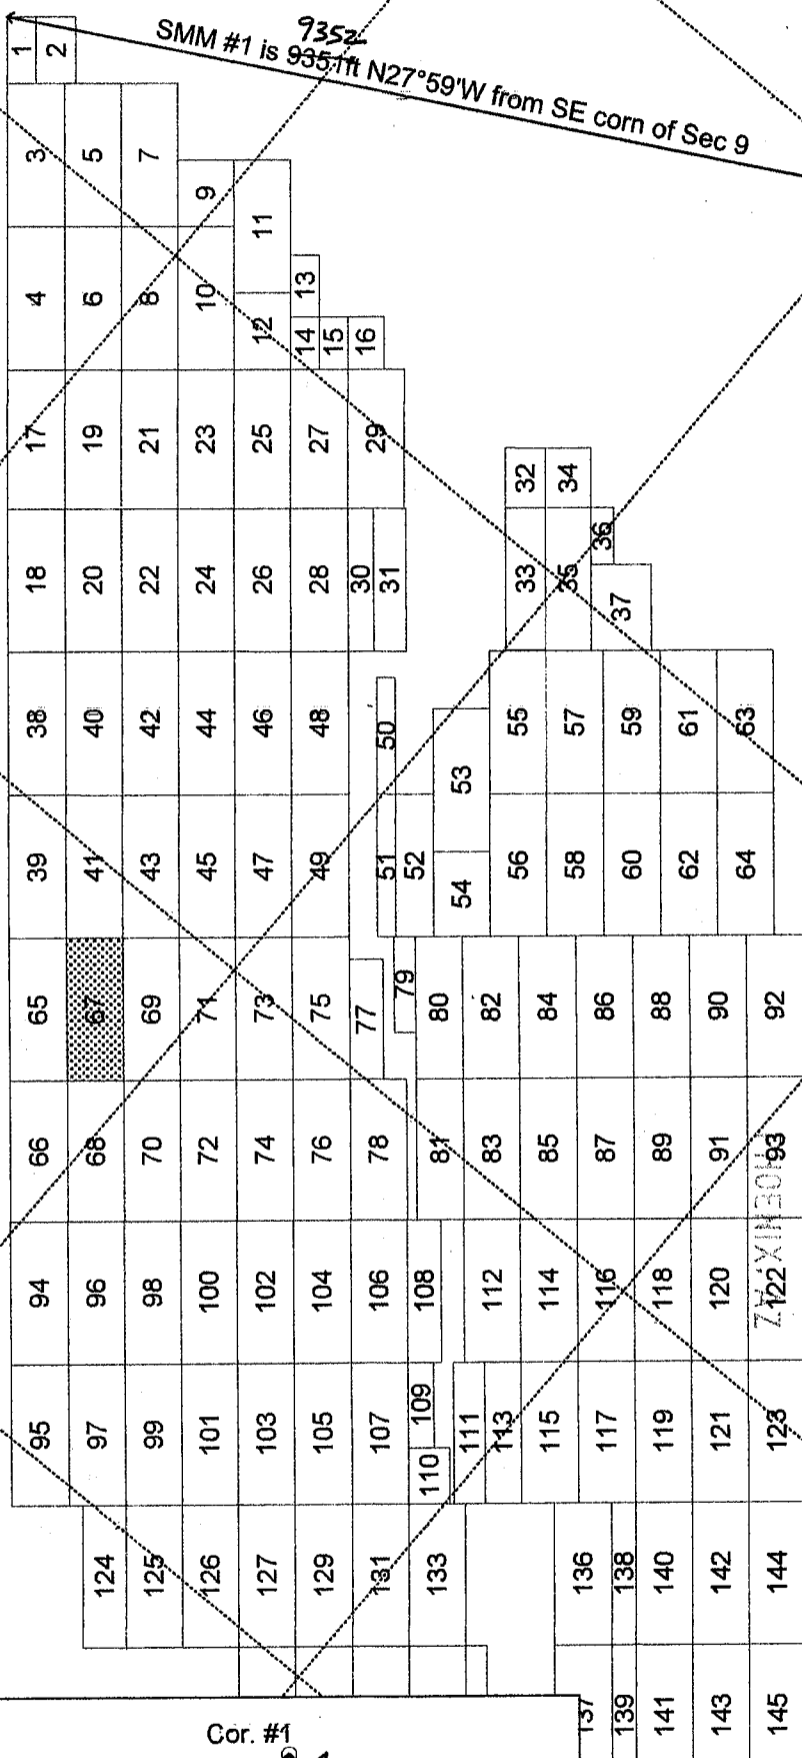 9352
SMM #1 is 9351ft N27°59'W from SE corn of Sec 9
1 2
3 5 7
9
11
4 6 8 10 12 13
14 15 16
17 19 21 23 25 27 29
32 34
18 20 22 24 26 28 30 31 33 35 36
37
38 40 42 44 46 48 50 53 55 57 59 61 63
39 41 43 45 47 49 51 52 54 56 58 60 62 64
65 67 69 71 73 75 77 79 80 82 84 86 88 90 92
66 68 70 72 74 76 78 81 83 85 87 89 91 93
PHOENIX, AZ
94 96 98 100 102 104 106 108 112 114 116 118 120 122
95 97 99 101 103 105 107 109 110 111 113 115 117 119 121 123
124 125 126 127 129 131 133 136 138 140 142 144
137 139 141 143 145
Cor. #1